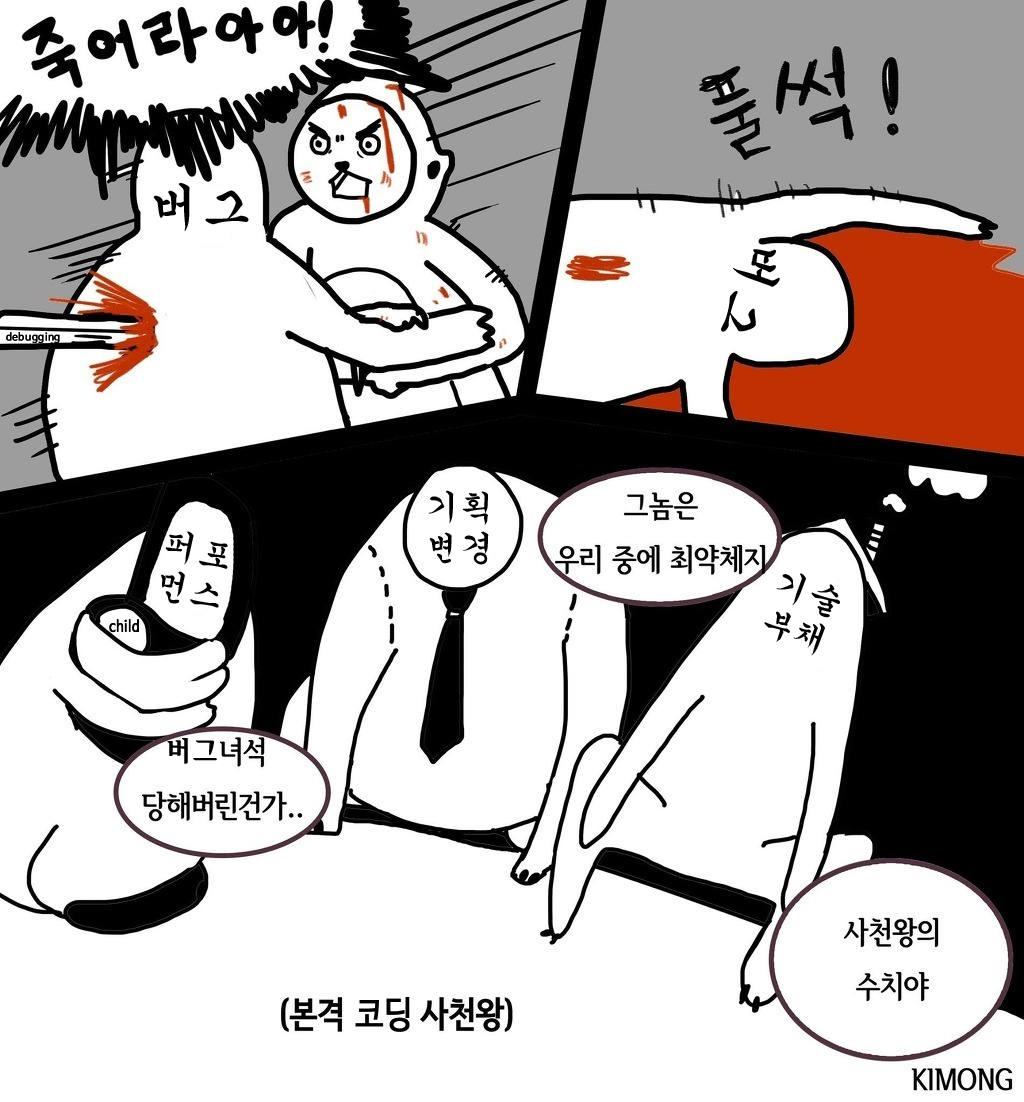 죽어라아아!
버그
debugging
풀썩!
버그
퍼포
먼스
child
기획
변경
그놈은
우리 중에 최약체지
기술
부채
버그녀석
당해버린건가..
사천왕의
수치야
(본격 코딩 사천왕)
KIMONG